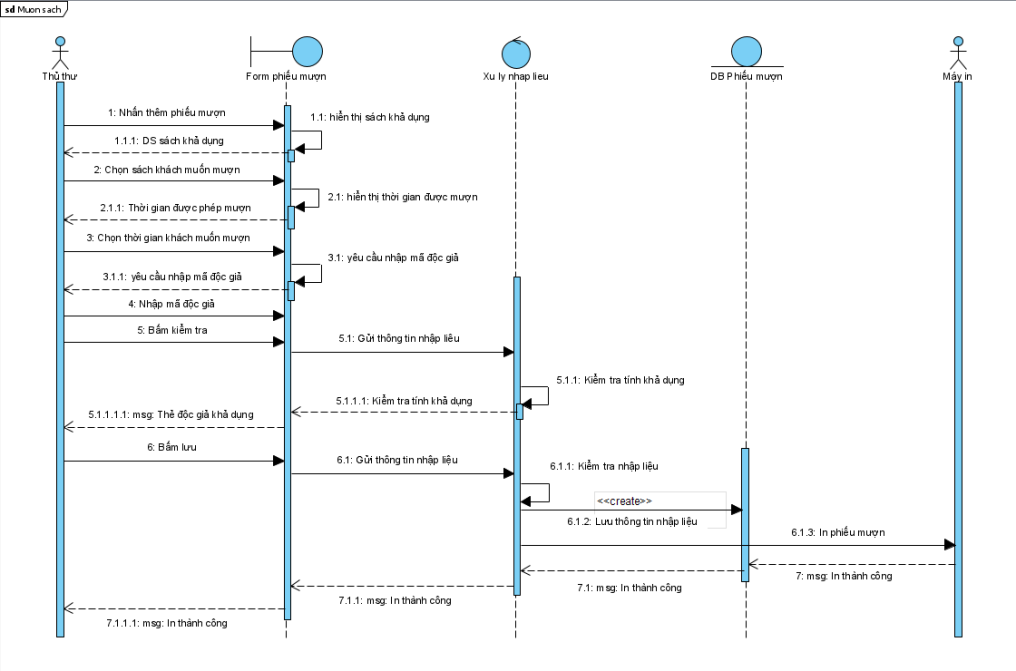 sd Muon sach
Thủ thư
Form phiếu mượn
Xu ly nhap lieu
DB Phiếu mượn
Máy in
1: Nhấn thêm phiếu mượn
1.1: hiển thị sách khả dụng
1.1.1: DS sách khả dụng
2: Chọn sách khách muốn mượn
2.1: hiển thị thời gian được mượn
2.1.1: Thời gian được phép mượn
3: Chọn thời gian khách muốn mượn
3.1: yêu cầu nhập mã độc giả
3.1.1: yêu cầu nhập mã độc giả
4: Nhập mã độc giả
5: Bấm kiểm tra
5.1: Gửi thông tin nhập liêu
5.1.1: Kiểm tra tính khả dụng
5.1.1.1: Kiểm tra tính khả dụng
5.1.1.1.1: msg: Thẻ độc giả khả dụng
6: Bấm lưu
6.1: Gửi thông tin nhập liệu
6.1.1: Kiểm tra nhập liệu
<<create>>
6.1.2: Lưu thông tin nhập liệu
6.1.3: In phiếu mượn
7: msg: In thành công
7.1: msg: In thành công
7.1.1: msg: In thành công
7.1.1.1: msg: In thành công